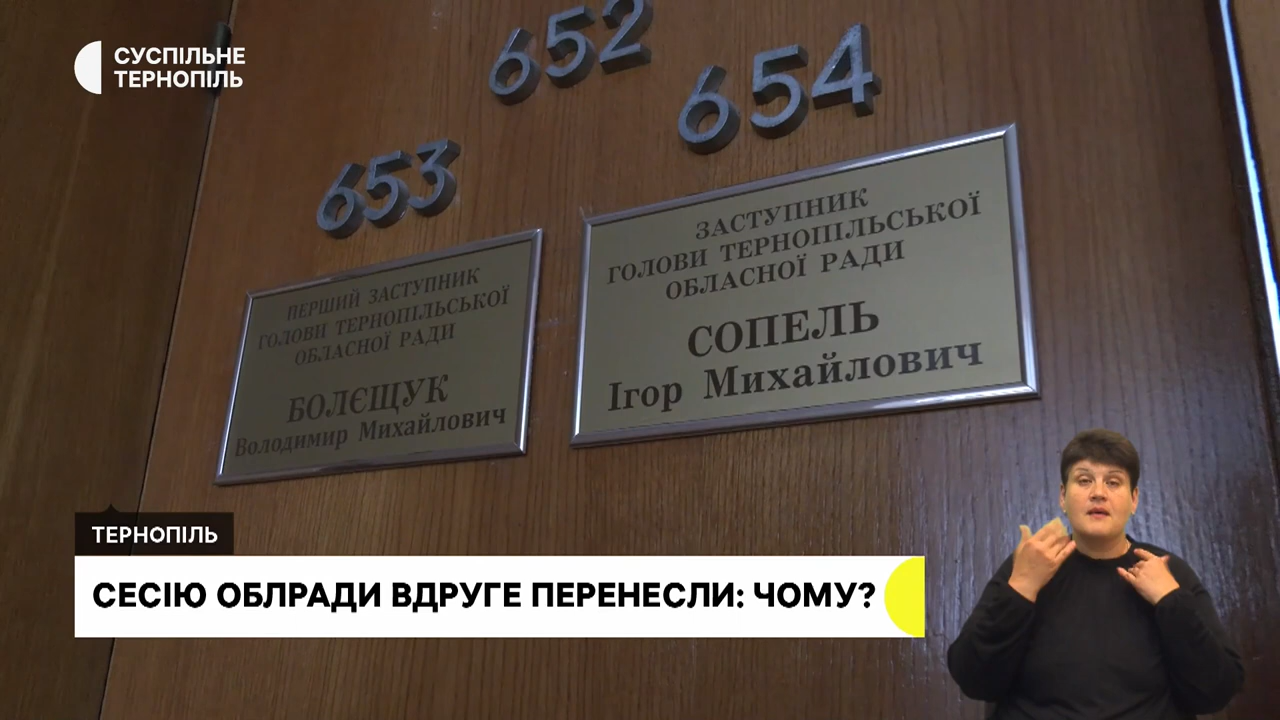 СУСПІЛЬНЕ
ТЕРНОПІЛЬ
652
654
653
ЗАСТУПНИК
ГОЛОВИ ТЕРНОПІЛЬСЬКОЇ
ОБЛАСНОЇ РАДИ
СОПЕЛЬ
Ігор Михайлович
ПЕРШИЙ ЗАСТУПНИК
ГОЛОВИ ТЕРНОПІЛЬСЬКОЇ
ОБЛАСНОЇ РАДИ
БОЛЄЩУК
Володимир Михайлович
ТЕРНОПІЛЬ
СЕСІЮ ОБЛРАДИ ВДРУГЕ ПЕРЕНЕСЛИ: ЧОМУ?